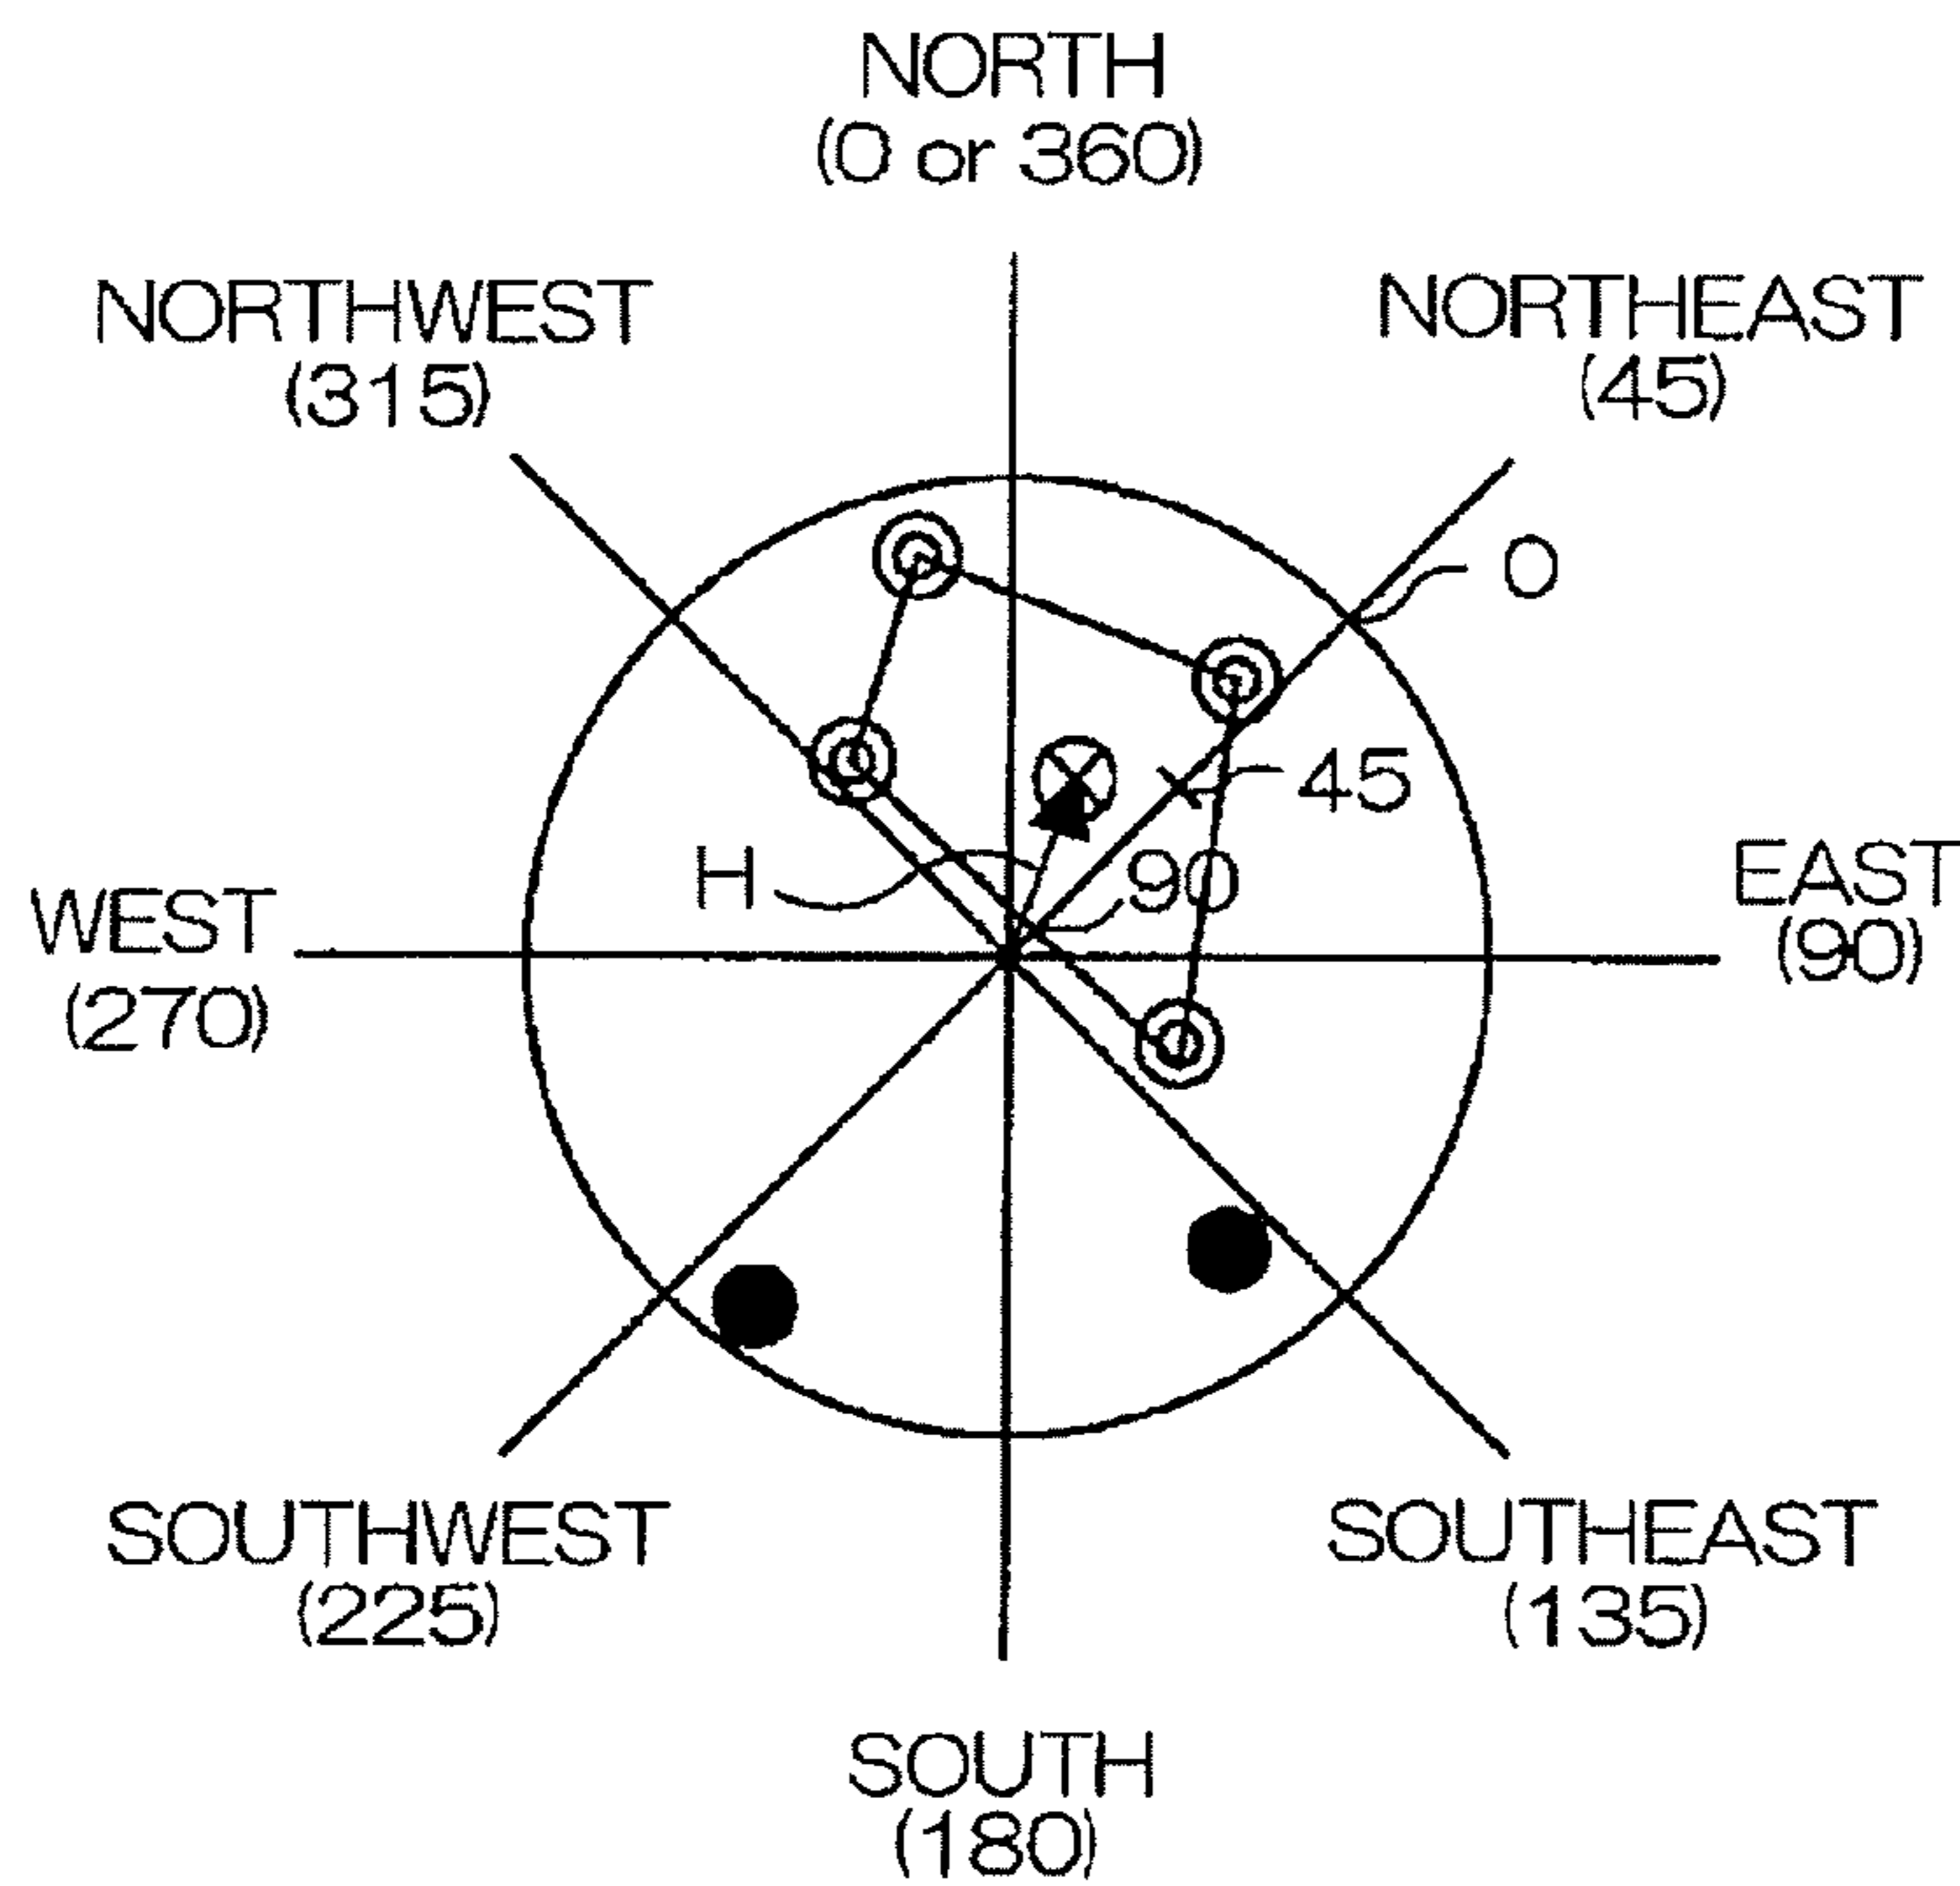 NORTH
(0 or 360)
NORTHWEST
(315)
NORTHEAST
(45)
0
45
H
90
WEST
(270)
EAST
(90)
SOUTHWEST
(225)
SOUTHEAST
(135)
SOUTH
(180)